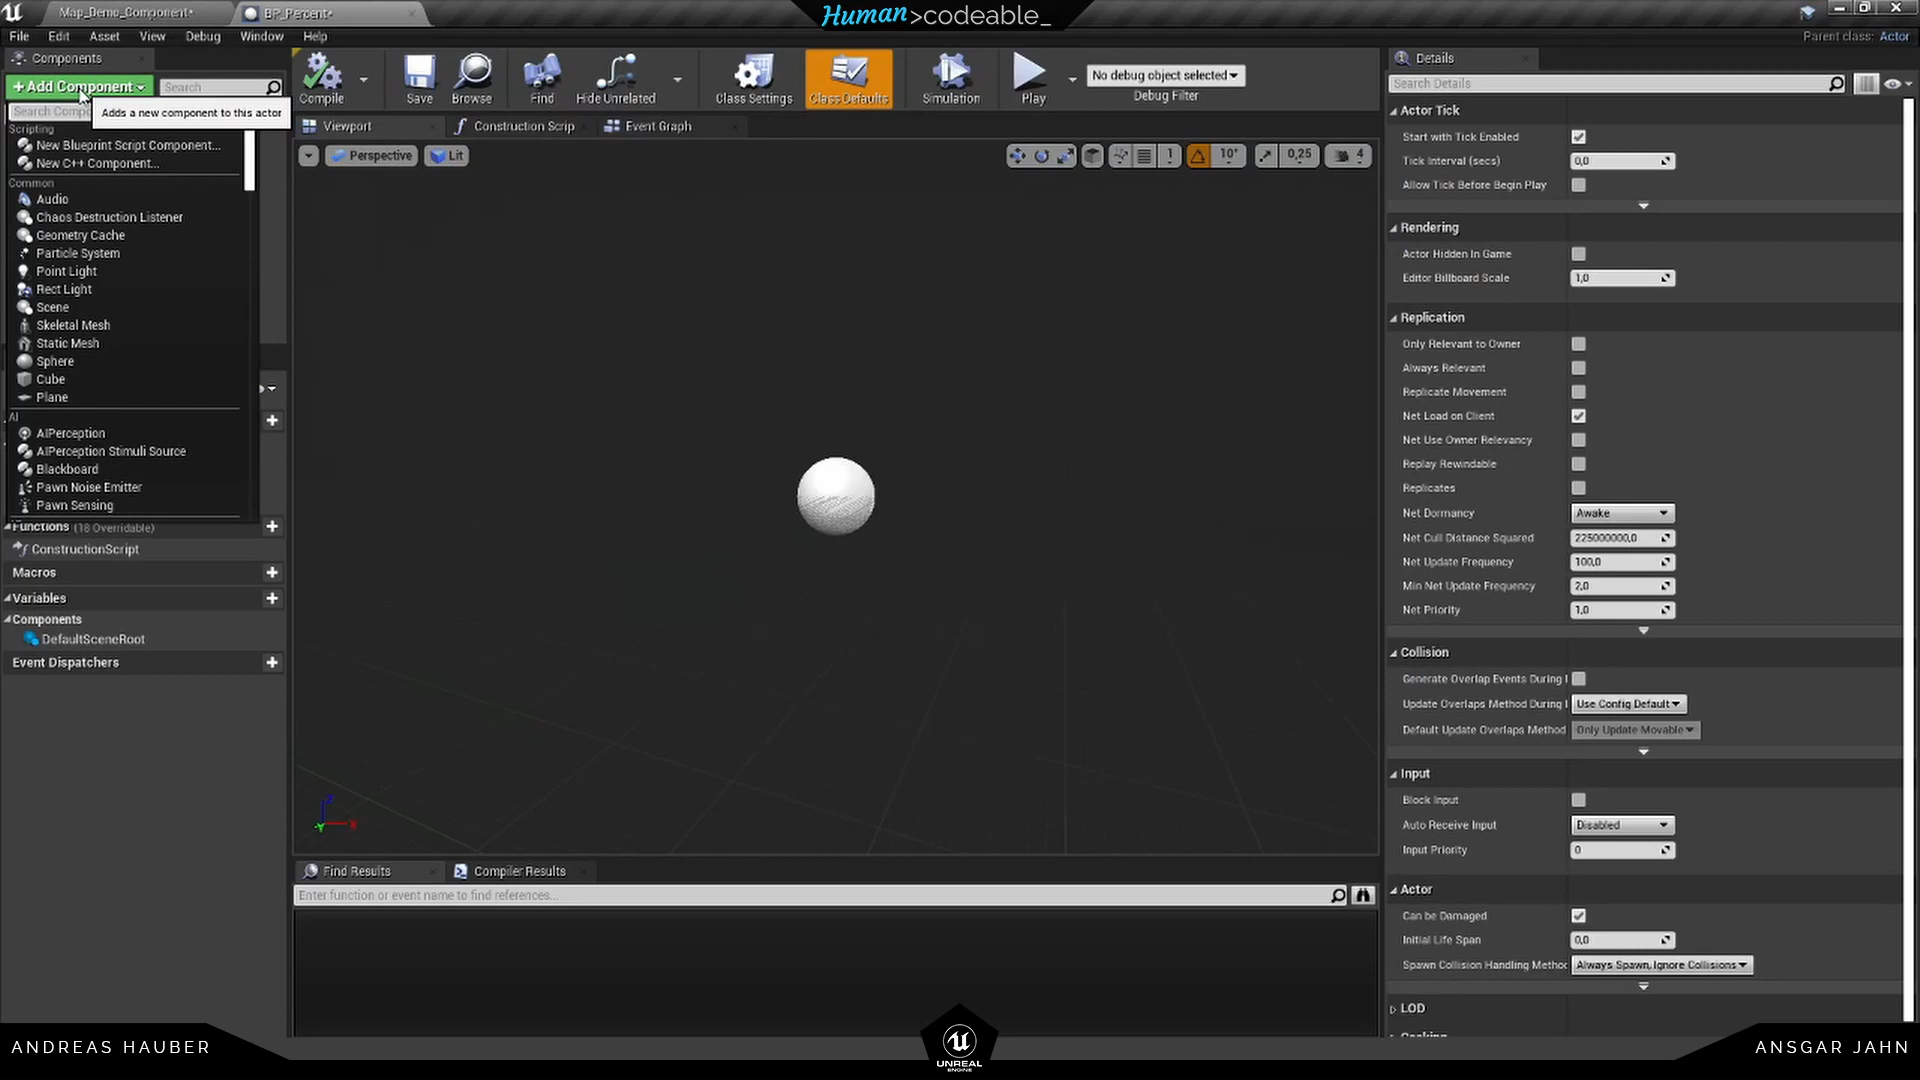 Map_Demo_Component*
BP_Percent*
Human>codeable_
File Edit Asset View Debug Window Help
Parent class: Actor
Components
+Add Component
Search
Adds a new component to this actor
Scripting
New Blueprint Script Component...
New C++ Component...
Common
Audio
Chaos Destruction Listener
Geometry Cache
Particle System
Point Light
Rect Light
Scene
Skeletal Mesh
Static Mesh
Sphere
Cube
Plane
AI
AIPerception
AIPerception Stimuli Source
Blackboard
Pawn Noise Emitter
Pawn Sensing
Functions (18 Overridable)
ConstructionScript
Macros
Variables
Components
DefaultSceneRoot
Event Dispatchers
Compile
Save
Browse
Find
Hide Unrelated
Class Settings
Class Defaults
Simulation
Play
No debug object selected
Debug Filter
Viewport
Construction Scrip
Event Graph
Perspective
Lit
1
10°
0,25
4
Z
Y
X
Find Results
Compiler Results
Enter function or event name to find references...
Details
Search Details
Actor Tick
Start with Tick Enabled
Tick Interval (secs) 0,0
Allow Tick Before Begin Play
Rendering
Actor Hidden In Game
Editor Billboard Scale 1,0
Replication
Only Relevant to Owner
Always Relevant
Replicate Movement
Net Load on Client
Net Use Owner Relevancy
Replay Rewindable
Replicates
Net Dormancy Awake
Net Cull Distance Squared 225000000,0
Net Update Frequency 100,0
Min Net Update Frequency 2,0
Net Priority 1,0
Collision
Generate Overlap Events During
Update Overlaps Method During Use Config Default
Default Update Overlaps Method Only Update Movable
Input
Block Input
Auto Receive Input Disabled
Input Priority 0
Actor
Can be Damaged
Initial Life Span 0,0
Spawn Collision Handling Method Always Spawn, Ignore Collisions
LOD
ANDREAS HAUBER
UNREAL
ENGINE
ANSGAR JAHN